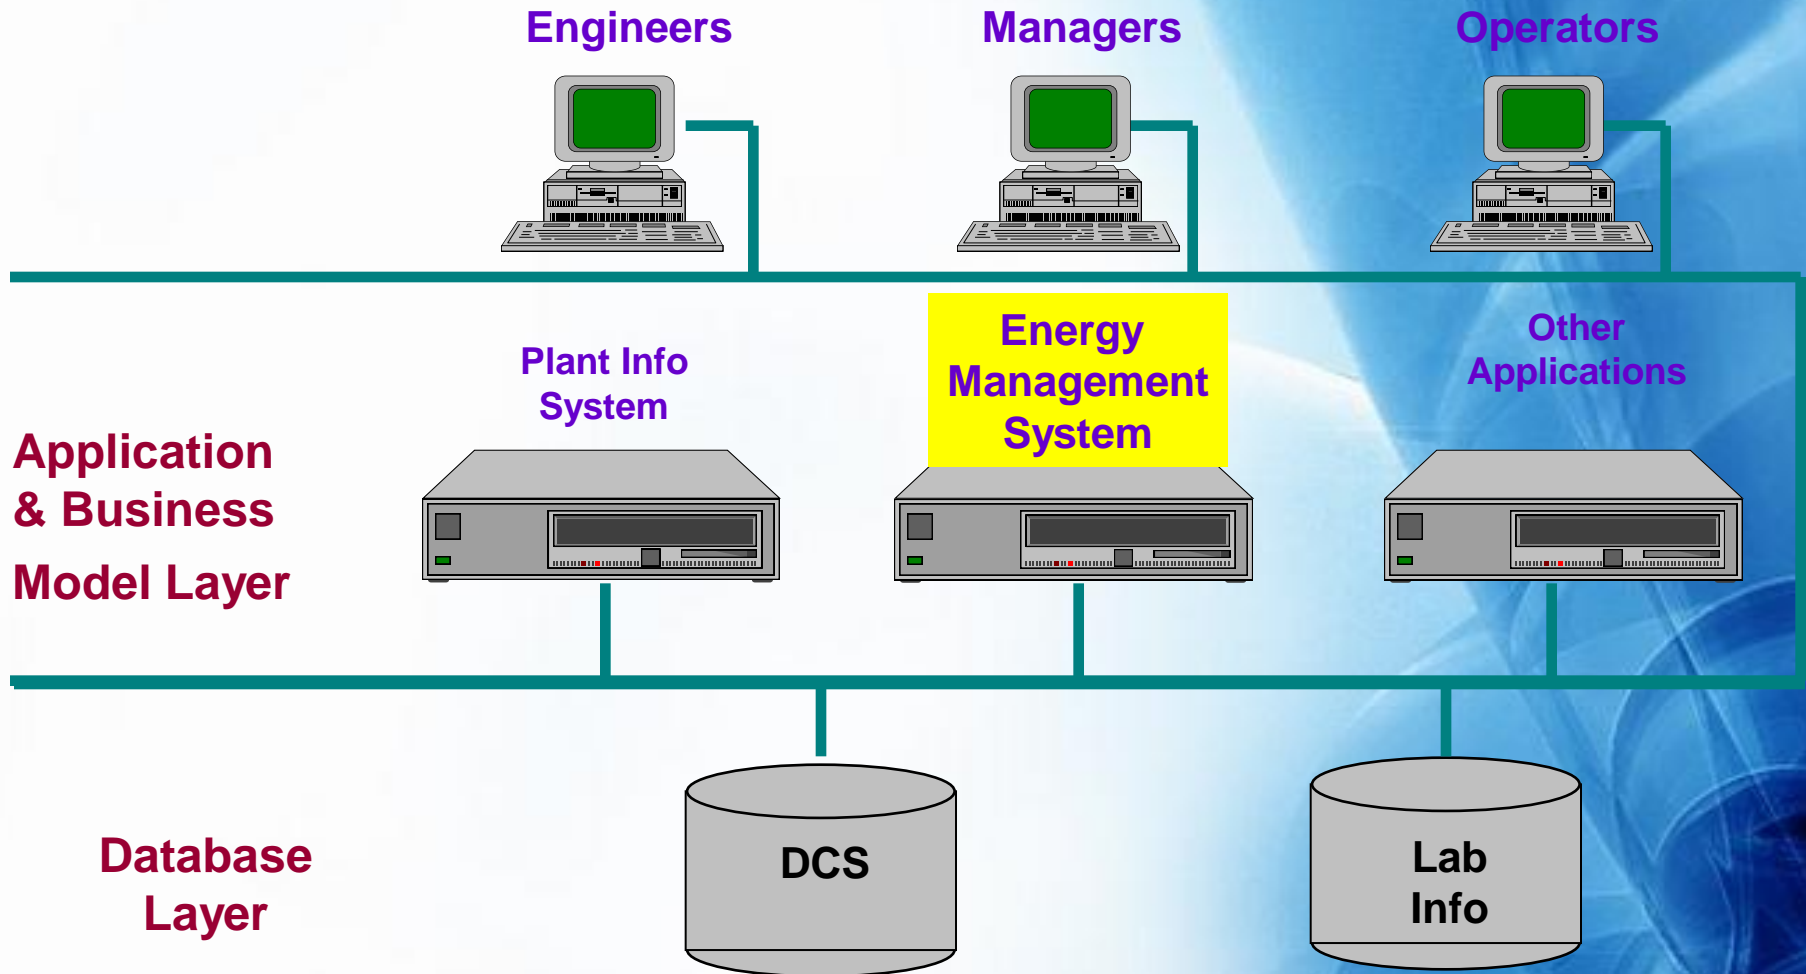 Engineers
Managers
Operators
Plant Info
System
Energy
Management
System
Other
Applications
Application
& Business
Model Layer
Database
Layer
DCS
Lab
Info